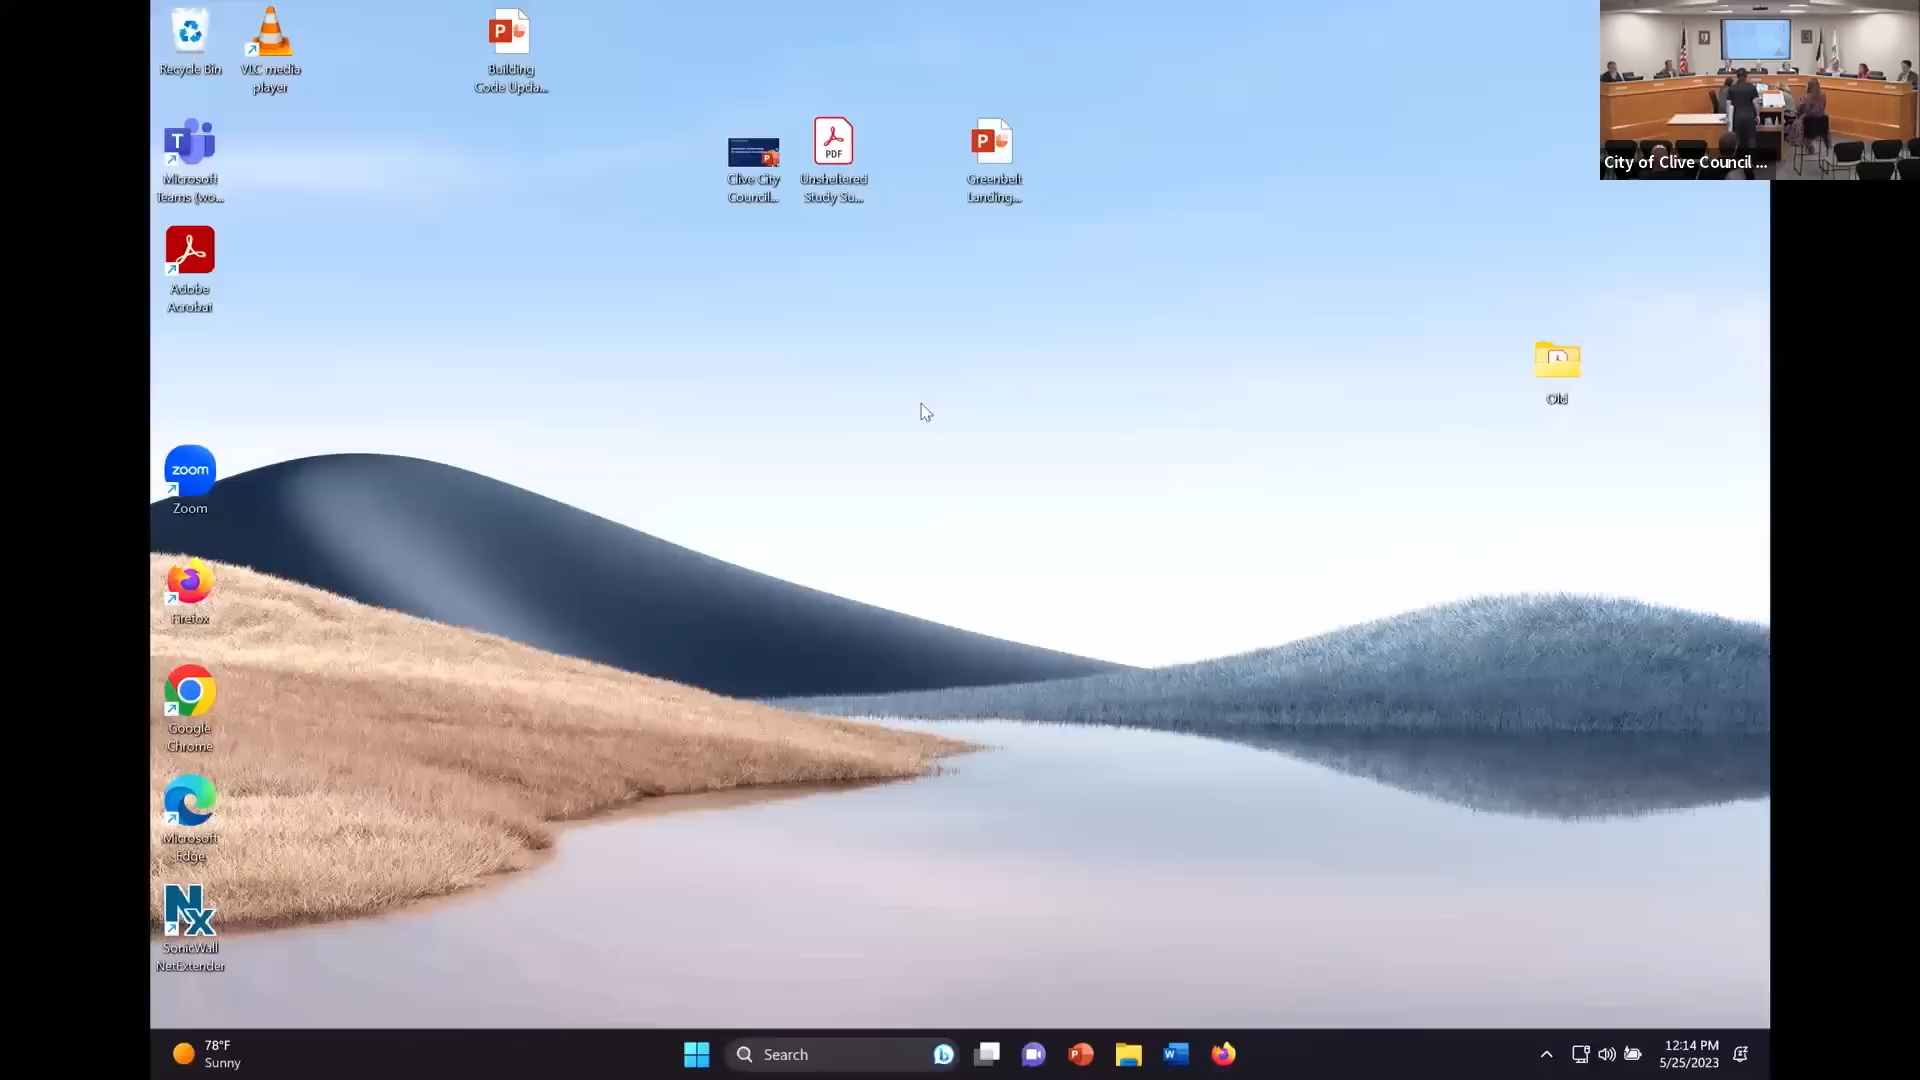 Recycle Bin
VLC media
player
P
Building
Code Upda...
T
Microsoft
Teams (wo...
P
Clive City
Council...
PDF
Unsheltered
Study Su...
P
Greenbelt
Landing...
City of Clive Council ...
Adobe
Acrobat
Old
zoom
Zoom
Firefox
Google
Chrome
Microsoft
Edge
NX
SonicWall
NetExtender
78°F
Sunny
Search
P
W
12:14 PM
5/25/2023